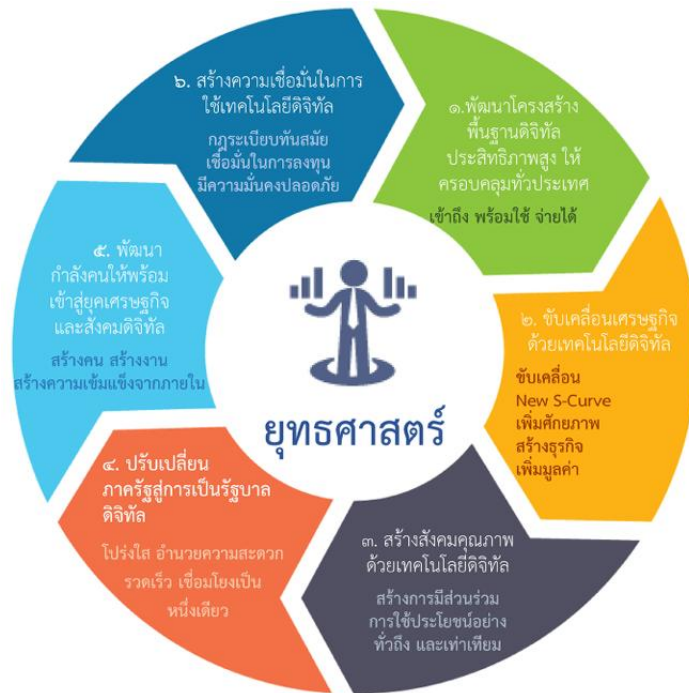 ๑.พัฒนาโครงสร้าง
พื้นฐานดิจิทัล
ประสิทธิภาพสูง ให้
ครอบคลุมทั่วประเทศ
เข้าถึง พร้อมใช้ จ่ายได้
๒. ขับเคลื่อนเศรษฐกิจ
ด้วยเทคโนโลยีดิจิทัล
ขับเคลื่อน
New S-Curve
เพิ่มศักยภาพ
สร้างธุรกิจ
เพิ่มมูลค่า
๓. สร้างสังคมคุณภาพ
ด้วยเทคโนโลยีดิจิทัล
สร้างการมีส่วนร่วม
การใช้ประโยชน์อย่าง
ทั่วถึง และเท่าเทียม
๔. ปรับเปลี่ยน
ภาครัฐสู่การเป็นรัฐบาล
ดิจิทัล
โปร่งใส อำนวยความสะดวก
รวดเร็ว เชื่อมโยงเป็น
หนึ่งเดียว
๕. พัฒนา
กำลังคนให้พร้อม
เข้าสู่ยุคเศรษฐกิจ
และสังคมดิจิทัล
สร้างคน สร้างงาน
สร้างความเข้มแข็งจากภายใน
๖. สร้างความเชื่อมั่นในการ
ใช้เทคโนโลยีดิจิทัล
กฎระเบียบทันสมัย
เชื่อมั่นในการลงทุน
มีความมั่นคงปลอดภัย
ยุทธศาสตร์